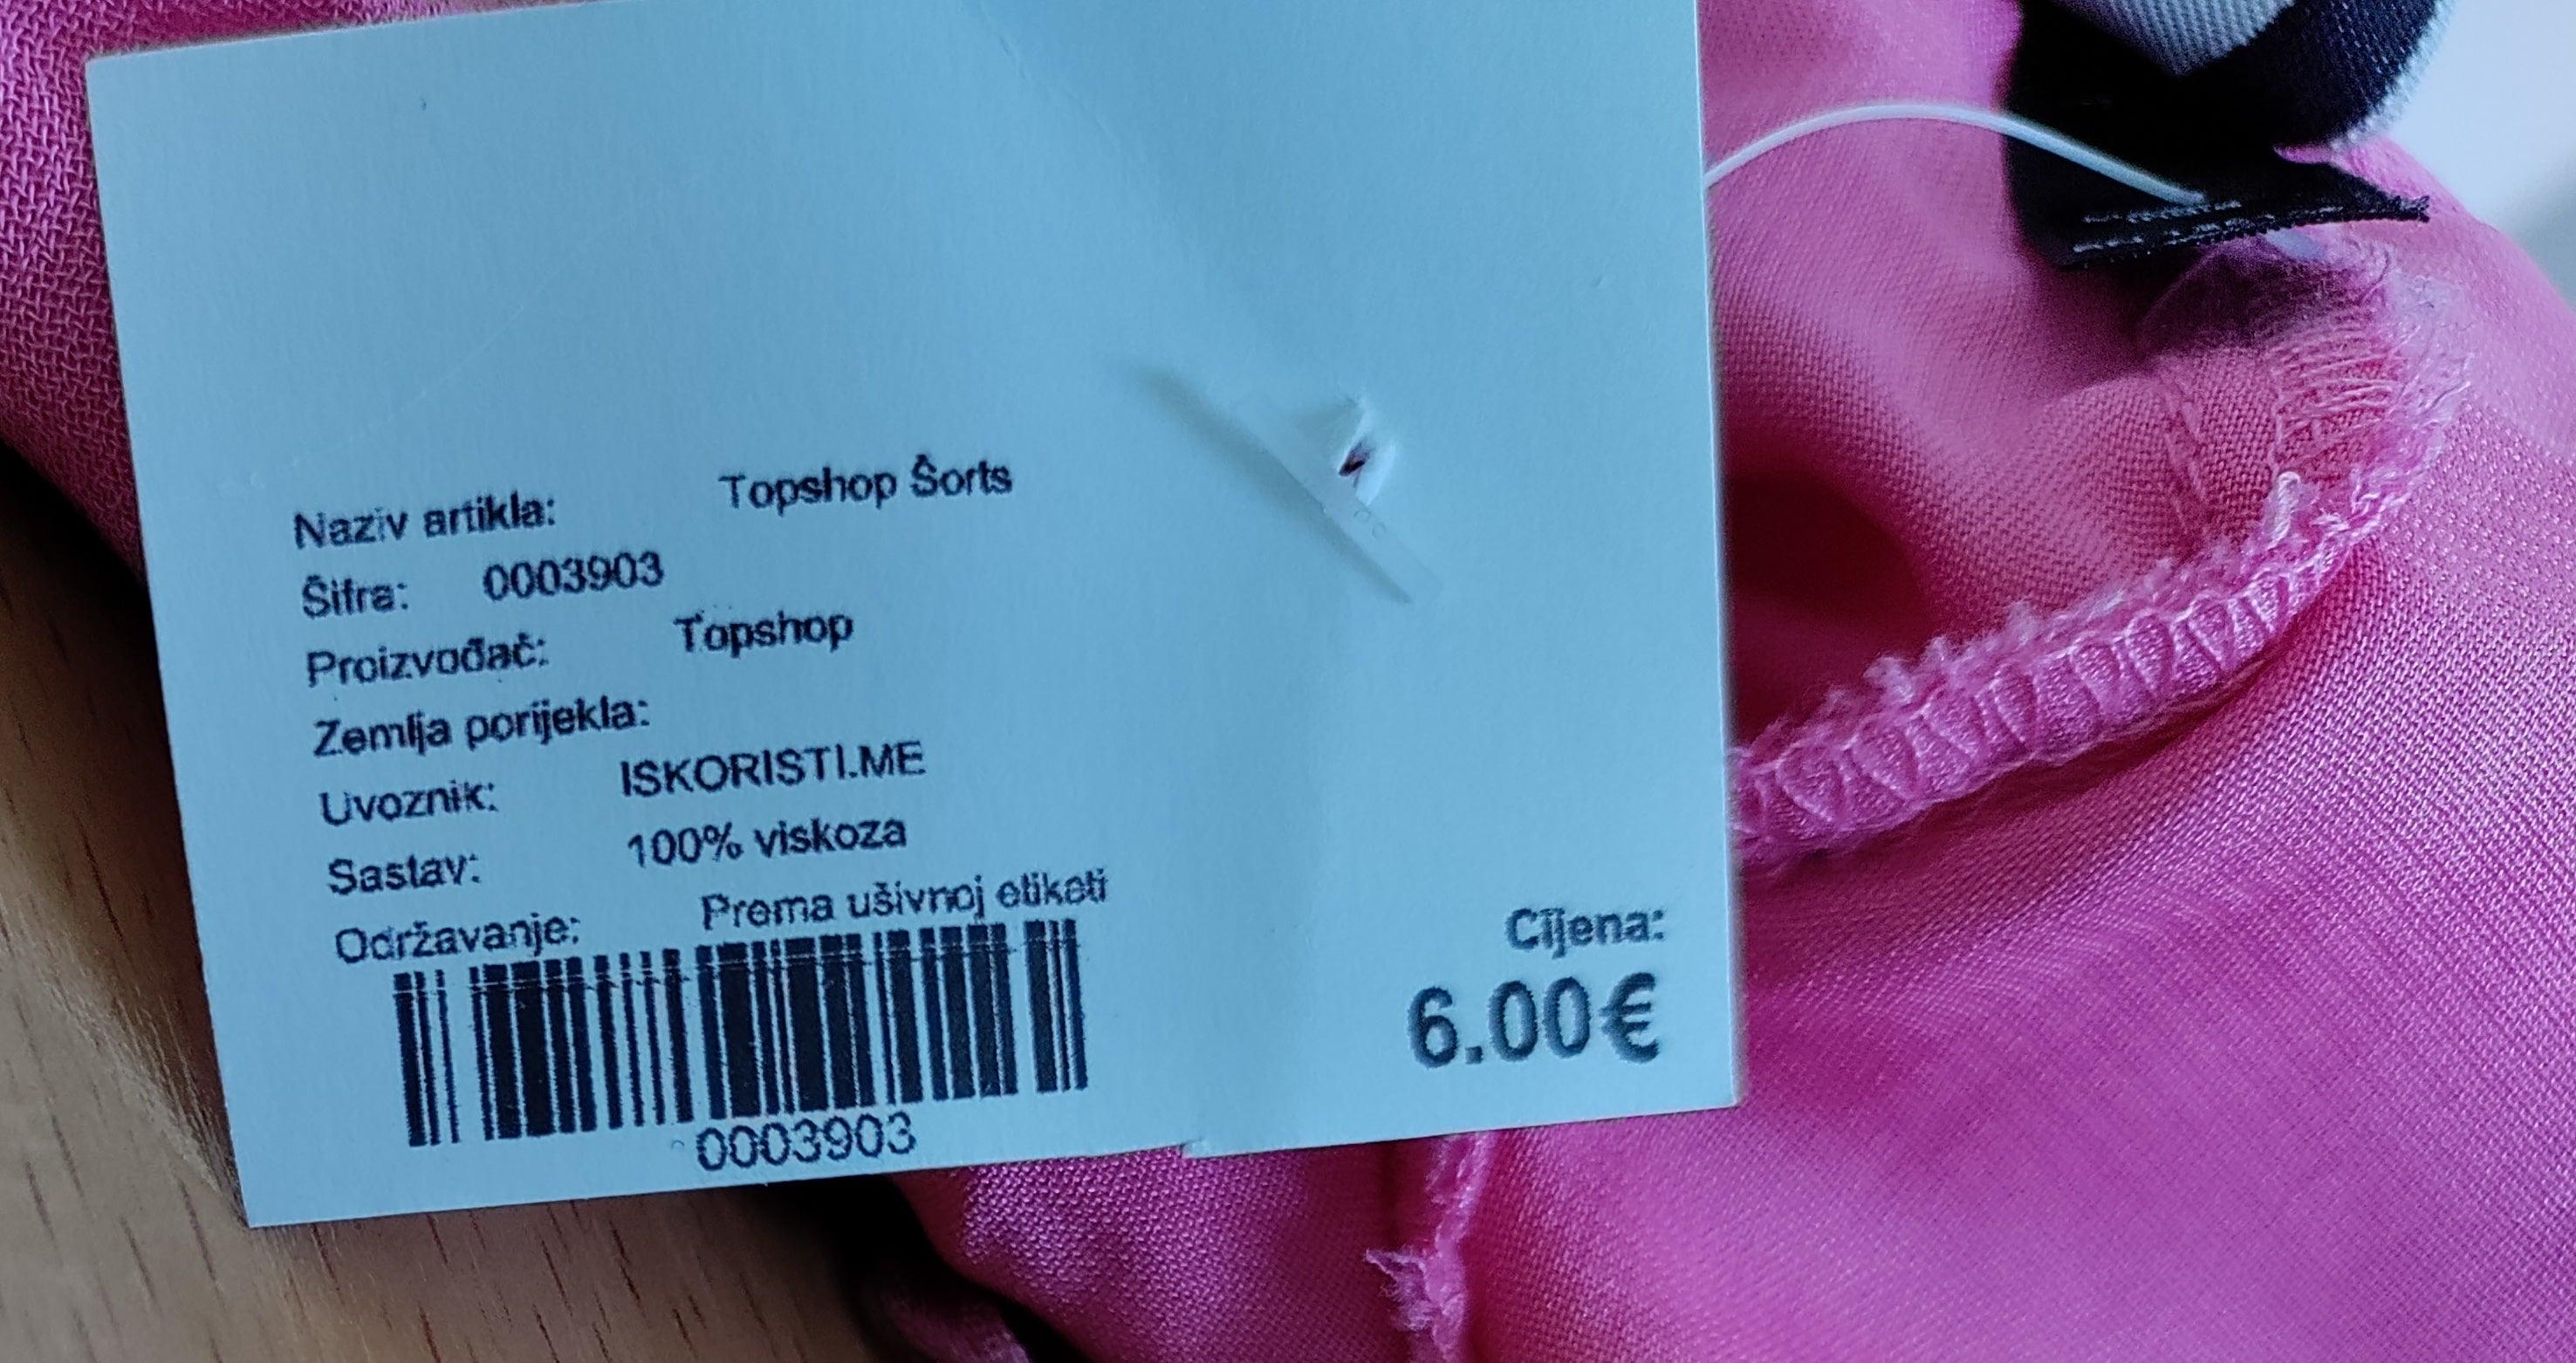 Naziv artikla: Topshop Šorts
Šifra: 0003903
Proizvođač: Topshop
Zemlja porijekla:
Uvoznik: ISKORISTI.ME
Sastav: 100% viskoza
Održavanje: Prema ušivnoj etiketi
0003903
Cijena:
6.00€